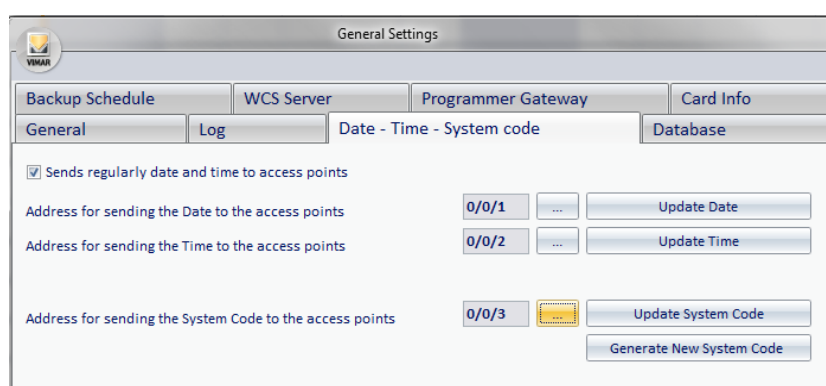 General Settings
VIMAR
Backup Schedule WCS Server Programmer Gateway Card Info
General Log Date - Time - System code Database
Sends regularly date and time to access points
Address for sending the Date to the access points 0/0/1 ... Update Date
Address for sending the Time to the access points 0/0/2 ... Update Time
Address for sending the System Code to the access points 0/0/3 ... Update System Code
Generate New System Code